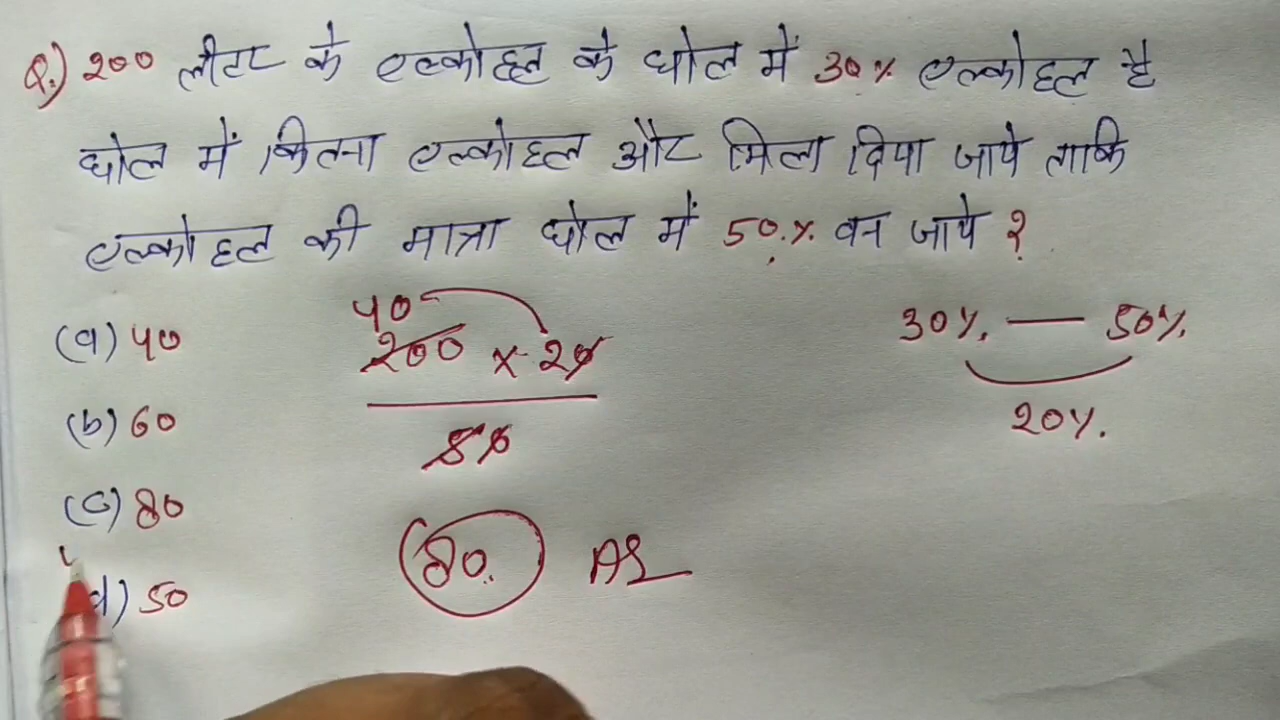 Q.) 200 लीटर के एल्कोहल के घोल में 30% एल्कोहल है
घोल में कितना एल्कोहल और मिला दिया जाये ताकि
एल्कोहल की मात्रा घोल में 50% बन जाये ?
(a) 40
(b) 60
(c) 80
(d) 50
40
200 × 20
50
80. Ans
30% — 50%
20%.